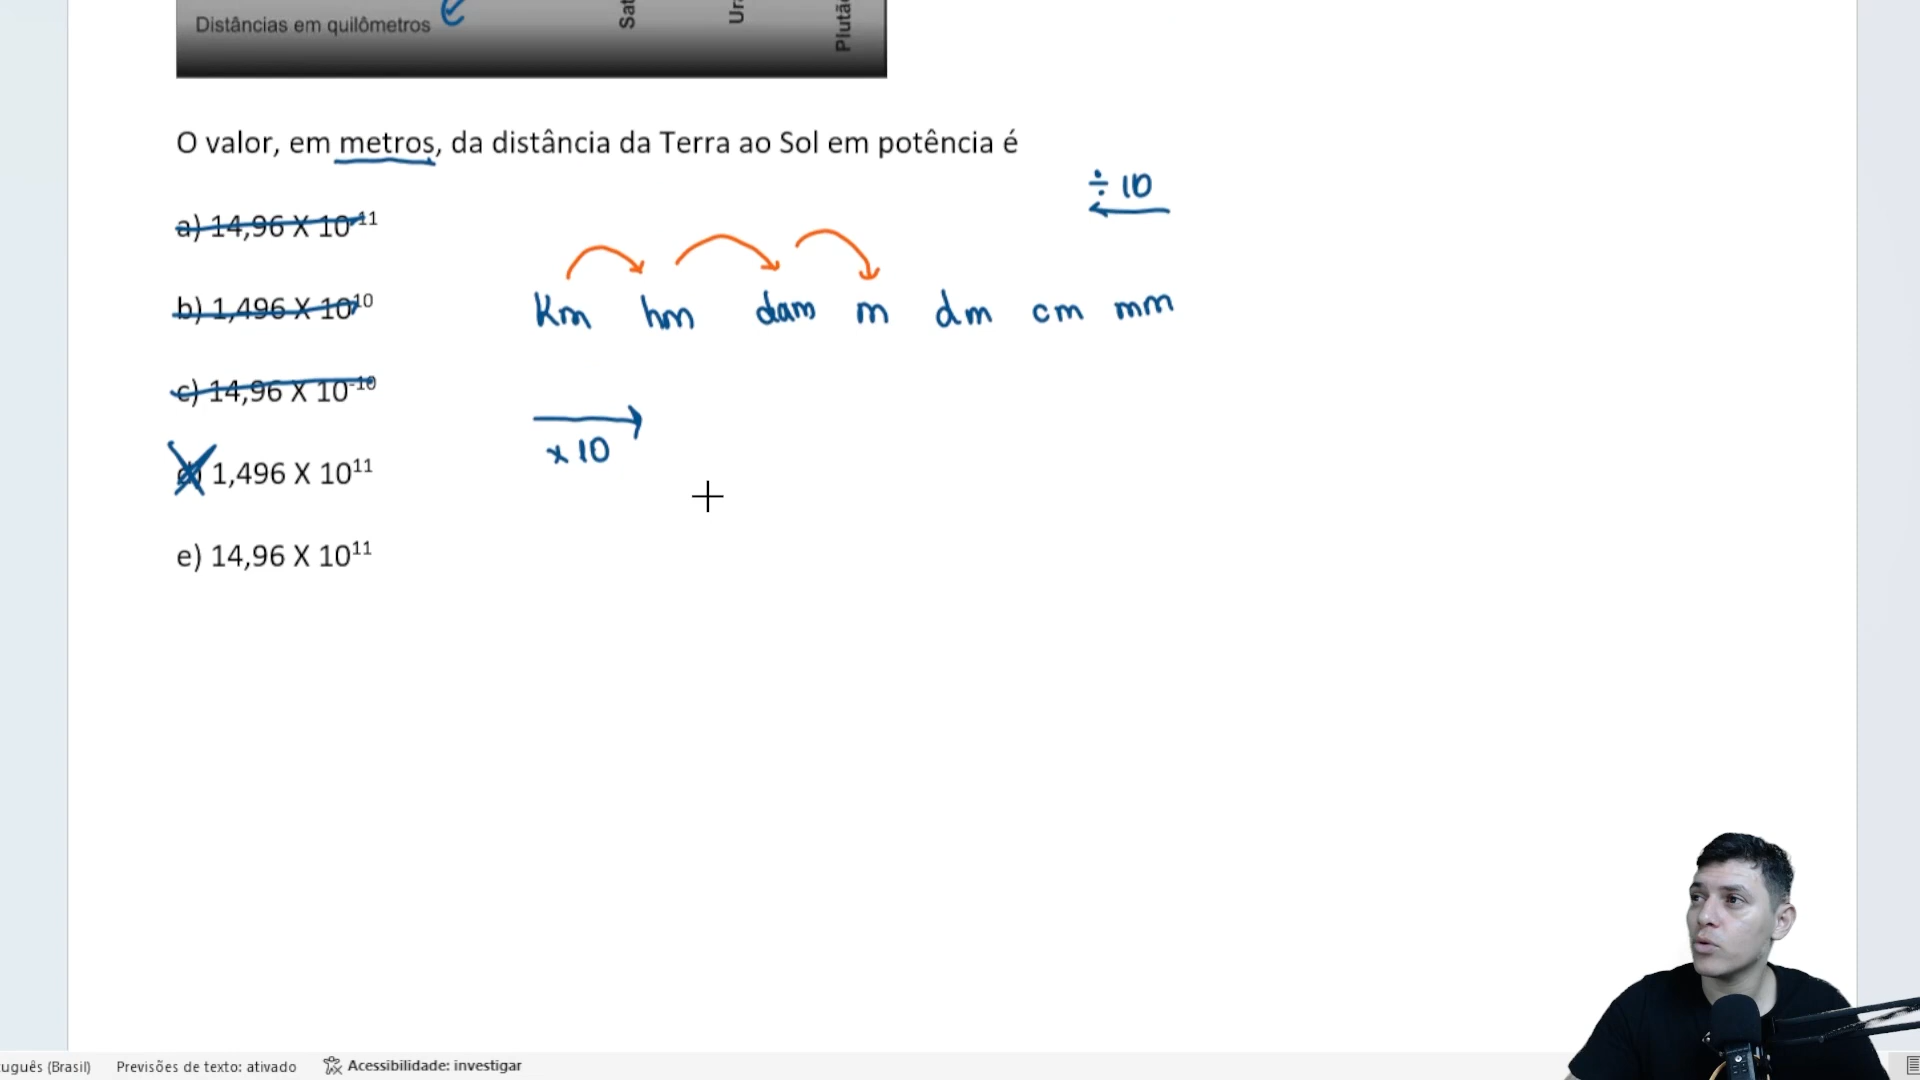 Distâncias em quilômetros
Sat
Ur
Plutã
O valor, em metros, da distância da Terra ao Sol em potência é
÷ 10
a) 14,96 X 10⁻¹¹
b) 1,496 X 10¹⁰
c) 14,96 X 10⁻¹⁰
d) 1,496 X 10¹¹
e) 14,96 X 10¹¹
Km hm dam m dm cm mm
x 10
uguês (Brasil) Previsões de texto: ativado Acessibilidade: investigar